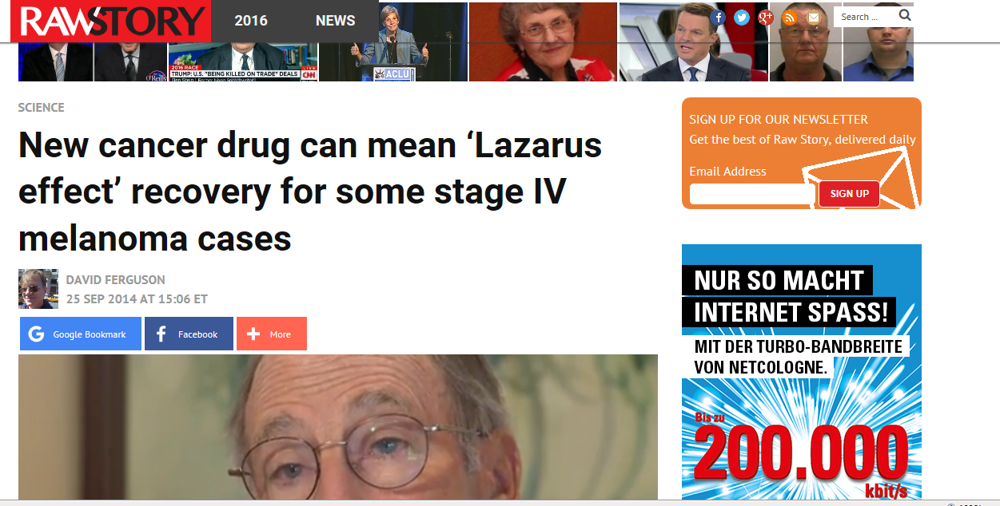 RAWSTORY
2016
NEWS
Search ...
O'Reilly
2016 RACE
TRUMP: U.S. "BEING KILLED ON TRADE" DEALS
CNN
ACLU
SCIENCE
New cancer drug can mean ‘Lazarus
effect’ recovery for some stage IV
melanoma cases
DAVID FERGUSON
25 SEP 2014 AT 15:06 ET
Google Bookmark
Facebook
More
SIGN UP FOR OUR NEWSLETTER
Get the best of Raw Story, delivered daily
Email Address
SIGN UP
NUR SO MACHT
INTERNET SPASS!
MIT DER TURBO-BANDBREITE
VON NETCOLOGNE.
Bis zu
200.000
kbit/s